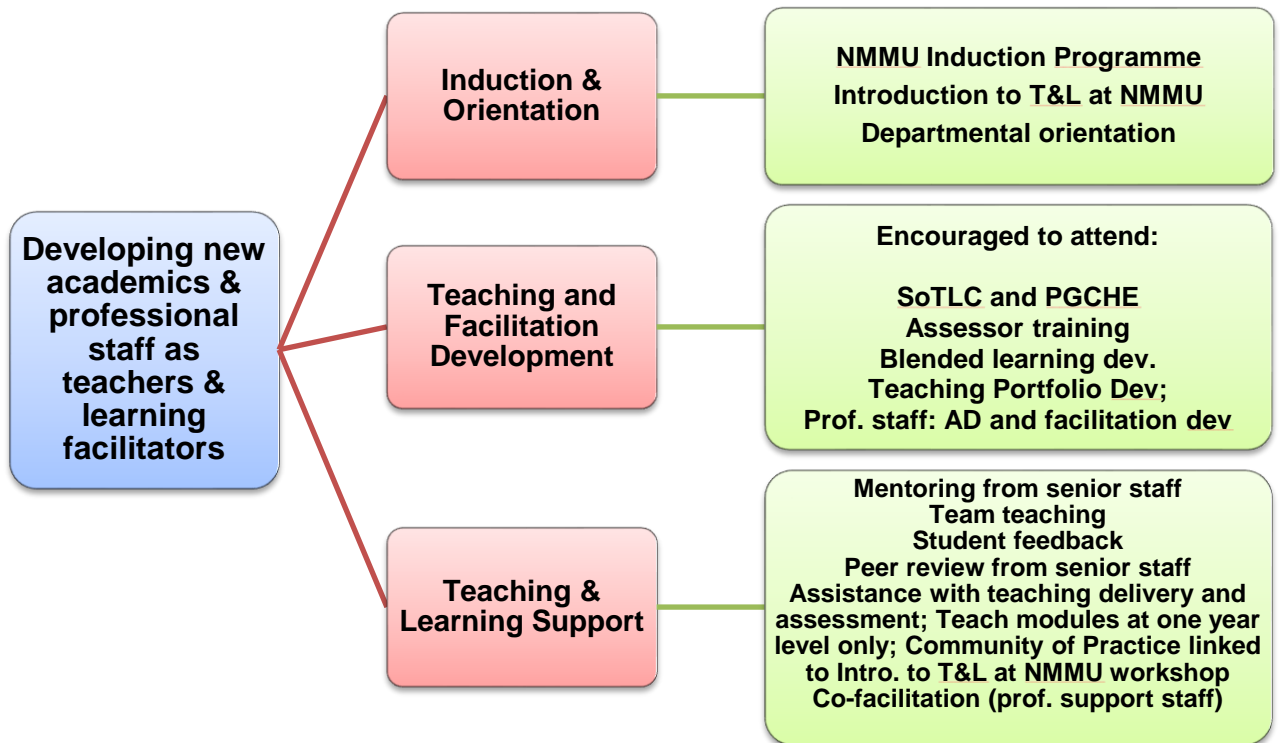 Developing new
academics &
professional
staff as
teachers &
learning
facilitators
Induction &
Orientation
NMMU Induction Programme
Introduction to T&L at NMMU
Departmental orientation
Teaching and
Facilitation
Development
Encouraged to attend:
SoTLC and PGCHE
Assessor training
Blended learning dev.
Teaching Portfolio Dev;
Prof. staff: AD and facilitation dev
Teaching &
Learning Support
Mentoring from senior staff
Team teaching
Student feedback
Peer review from senior staff
Assistance with teaching delivery and
assessment; Teach modules at one year
level only; Community of Practice linked
to Intro. to T&L at NMMU workshop
Co-facilitation (prof. support staff)